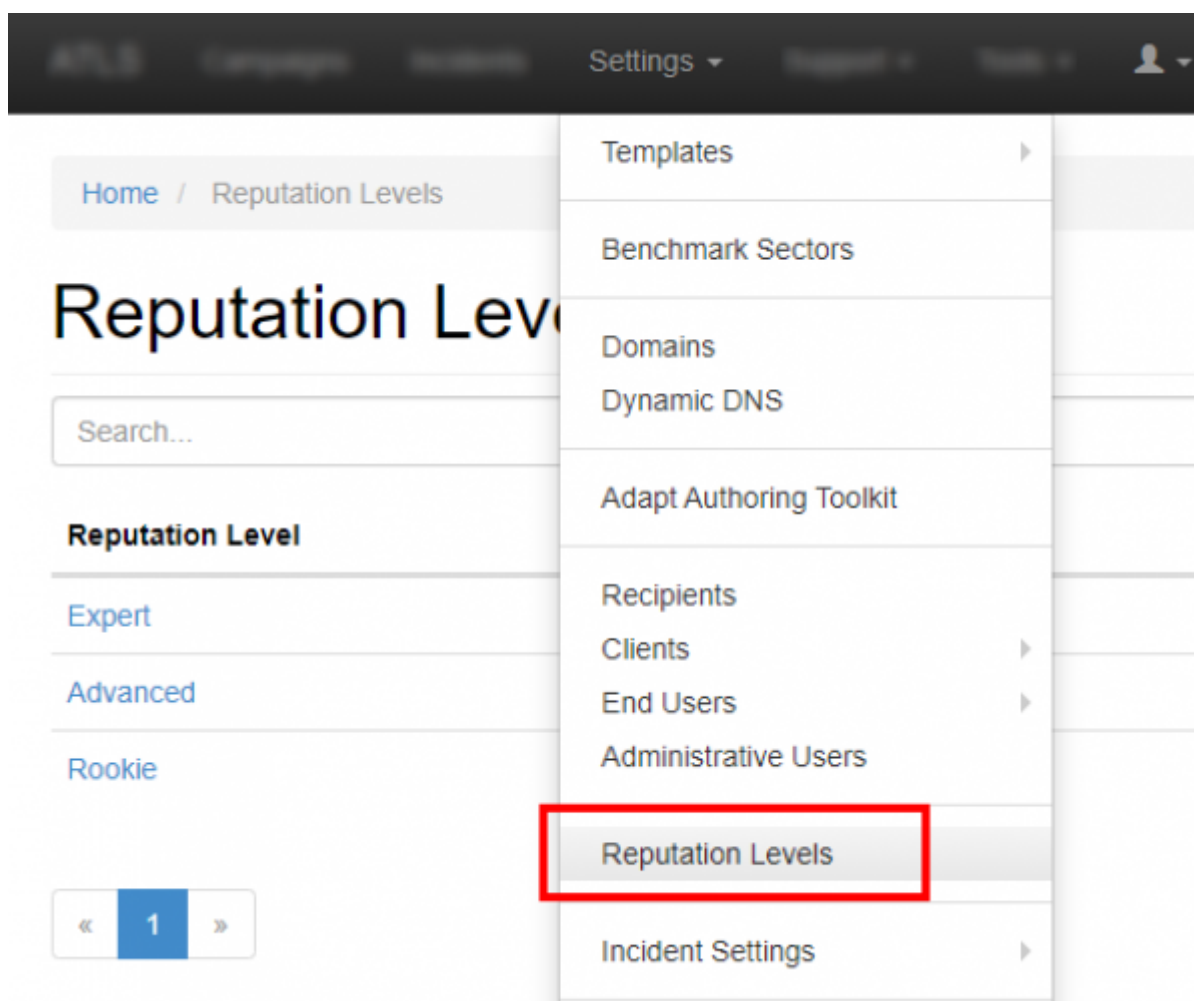 Settings
Home / Reputation Levels
Reputation Lev
Search...
Reputation Level
Expert
Advanced
Rookie
« 1 »
Templates
Benchmark Sectors
Domains
Dynamic DNS
Adapt Authoring Toolkit
Recipients
Clients
End Users
Administrative Users
Reputation Levels
Incident Settings